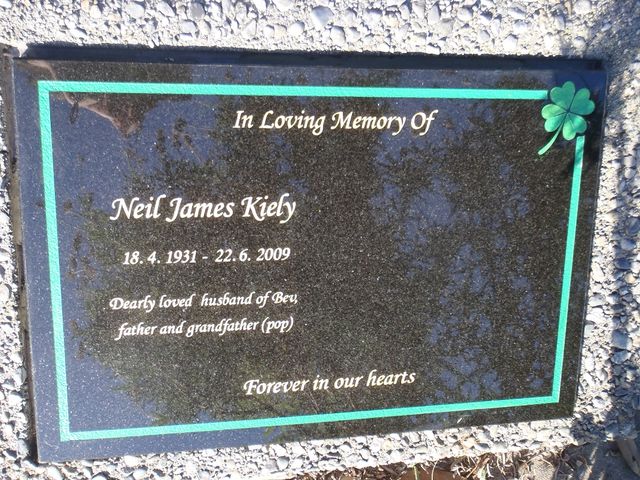 In Loving Memory Of
Neil James Kiely
18. 4. 1931 - 22. 6. 2009
Dearly loved husband of Bev,
father and grandfather (pop)
Forever in our hearts